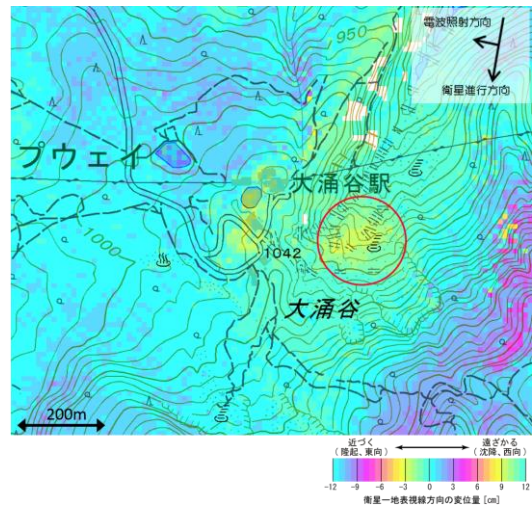 電波照射方向
衛星進行方向
950
プウェイ
大涌谷駅
1000
1042
大涌谷
200m
近づく
(隆起、東向)
遠ざかる
(沈降、西向)
-12 -9 -6 -3 0 3 6 9 12
衛星－地表視線方向の変位量 [cm]